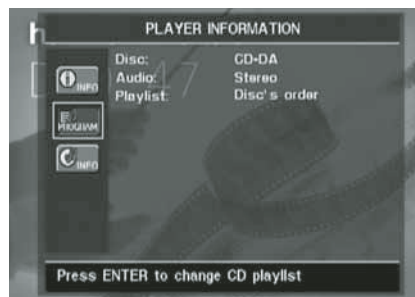 h
PLAYER INFORMATION
Disc: CD-DA
47
INFO
Audio: Stereo
Playlist: Disc's order
PROGRAM
INFO
Press ENTER to change CD playlist